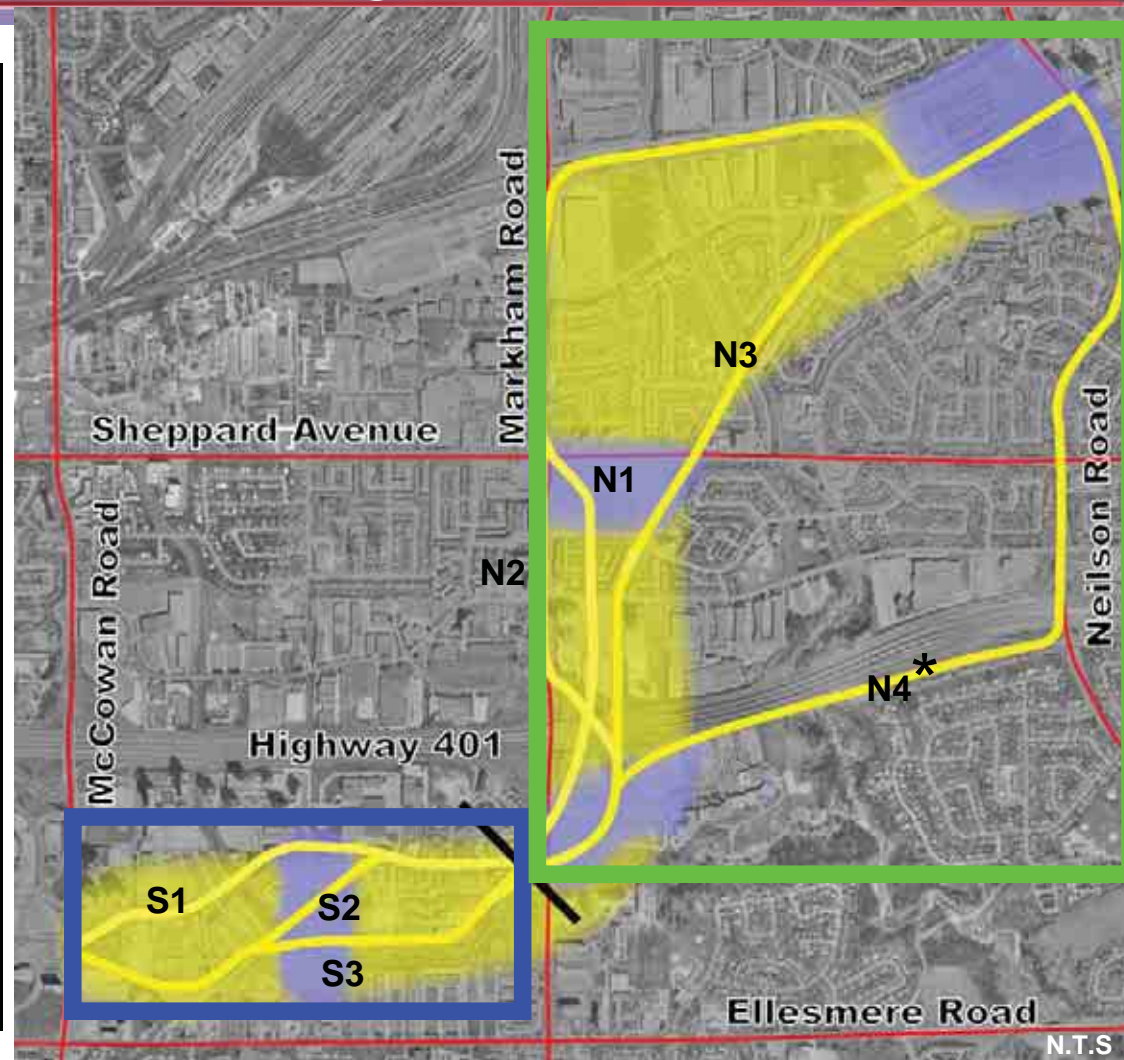 Markham Road
N3
Sheppard Avenue
N1
N2
McCowan Road
Neilson Road
*
N4
Highway 401
S1
S2
S3
Ellesmere Road
N.T.S